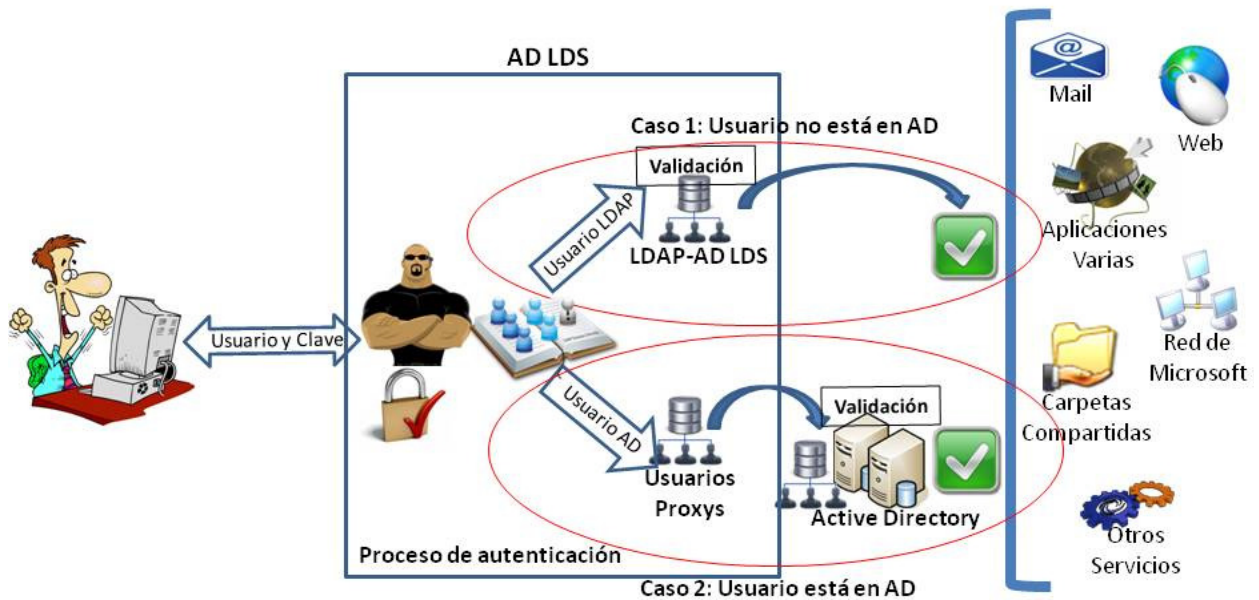 AD LDS
Caso 1: Usuario no está en AD
Validación
Usuario LDAP
LDAP-AD LDS
Usuario y Clave
Usuario AD
Usuarios
Proxys
Validación
Active Directory
Proceso de autenticación
Caso 2: Usuario está en AD
Mail
Web
Aplicaciones
Varias
Red de
Microsoft
Carpetas
Compartidas
Otros
Servicios